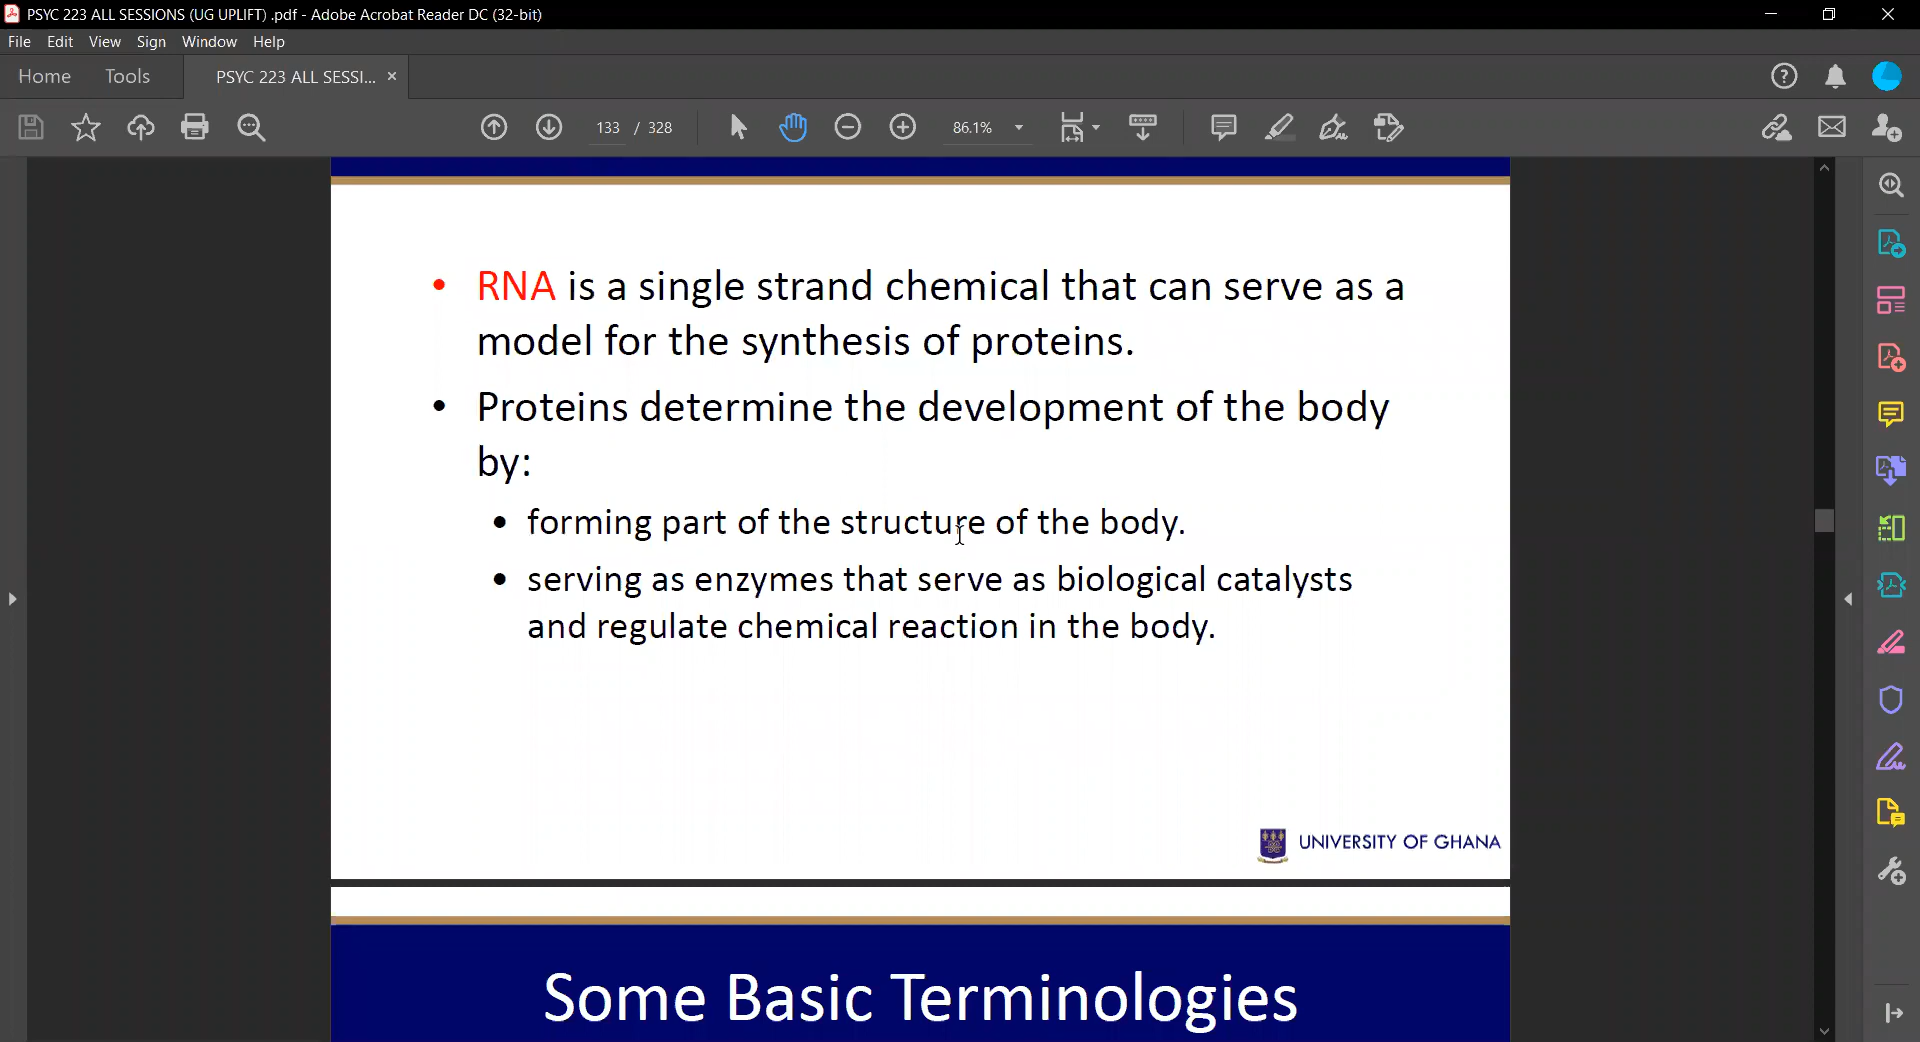 PSYC 223 ALL SESSIONS (UG UPLIFT) .pdf - Adobe Acrobat Reader DC (32-bit)
File Edit View Sign Window Help
Home Tools PSYC 223 ALL SESSI... ×
133 / 328 86.1%
• RNA is a single strand chemical that can serve as a
model for the synthesis of proteins.
• Proteins determine the development of the body
by:
• forming part of the structure of the body.
• serving as enzymes that serve as biological catalysts
and regulate chemical reaction in the body.
UNIVERSITY OF GHANA
Some Basic Terminologies